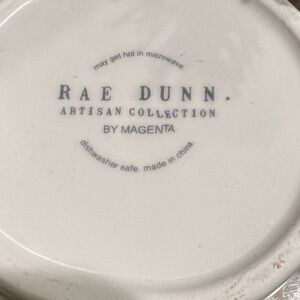 may get hot in microwave
RAE DUNN.
ARTISAN COLLECTION
BY MAGENTA
dishwasher safe. made in china.